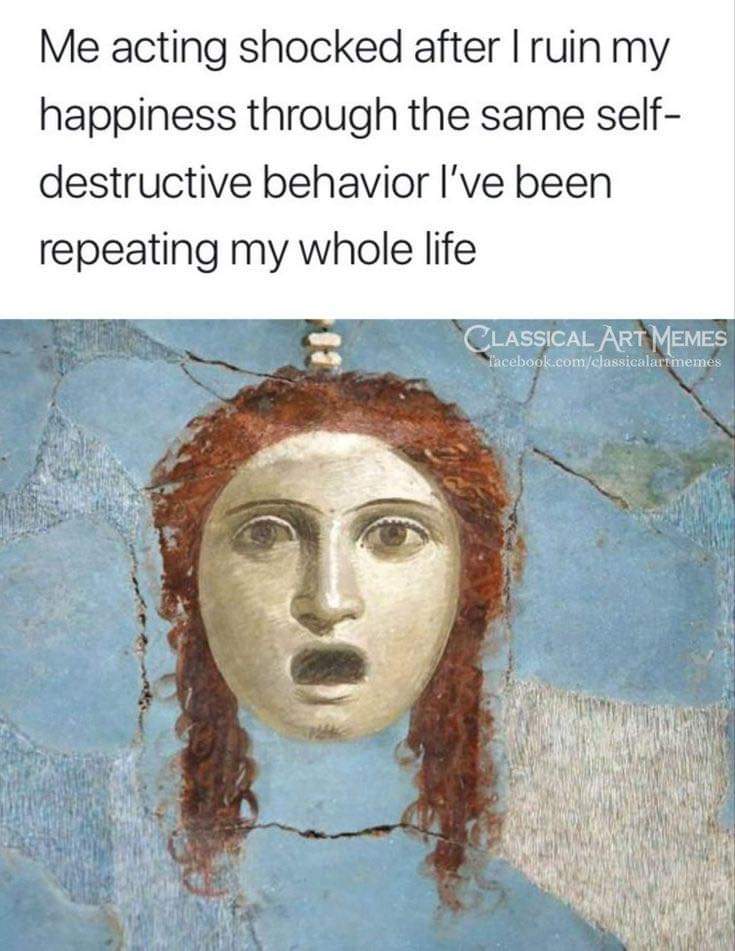 Me acting shocked after I ruin my
happiness through the same self-
destructive behavior I've been
repeating my whole life
CLASSICAL ART MEMES
facebook.com/classicalartmemes